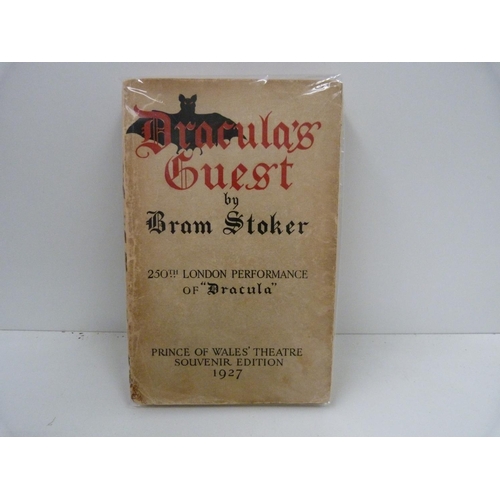 Dracula's
Guest
by
Bram Stoker
250TH LONDON PERFORMANCE
OF "Dracula"
PRINCE OF WALES' THEATRE
SOUVENIR EDITION
1927